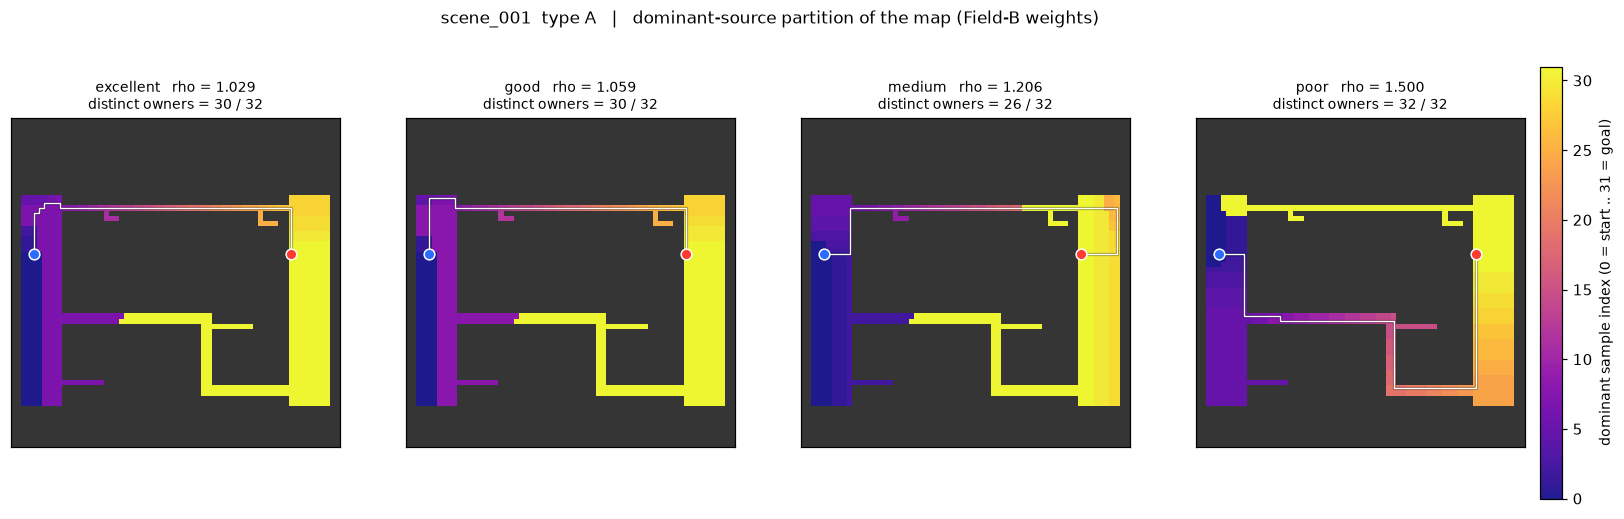 scene_001 type A | dominant-source partition of the map (Field-B weights)
excellent rho = 1.029
distinct owners = 30 / 32
good rho = 1.059
distinct owners = 30 / 32
medium rho = 1.206
distinct owners = 26 / 32
poor rho = 1.500
distinct owners = 32 / 32
30
25
20
15
10
5
0
dominant sample index (0 = start .. 31 = goal)